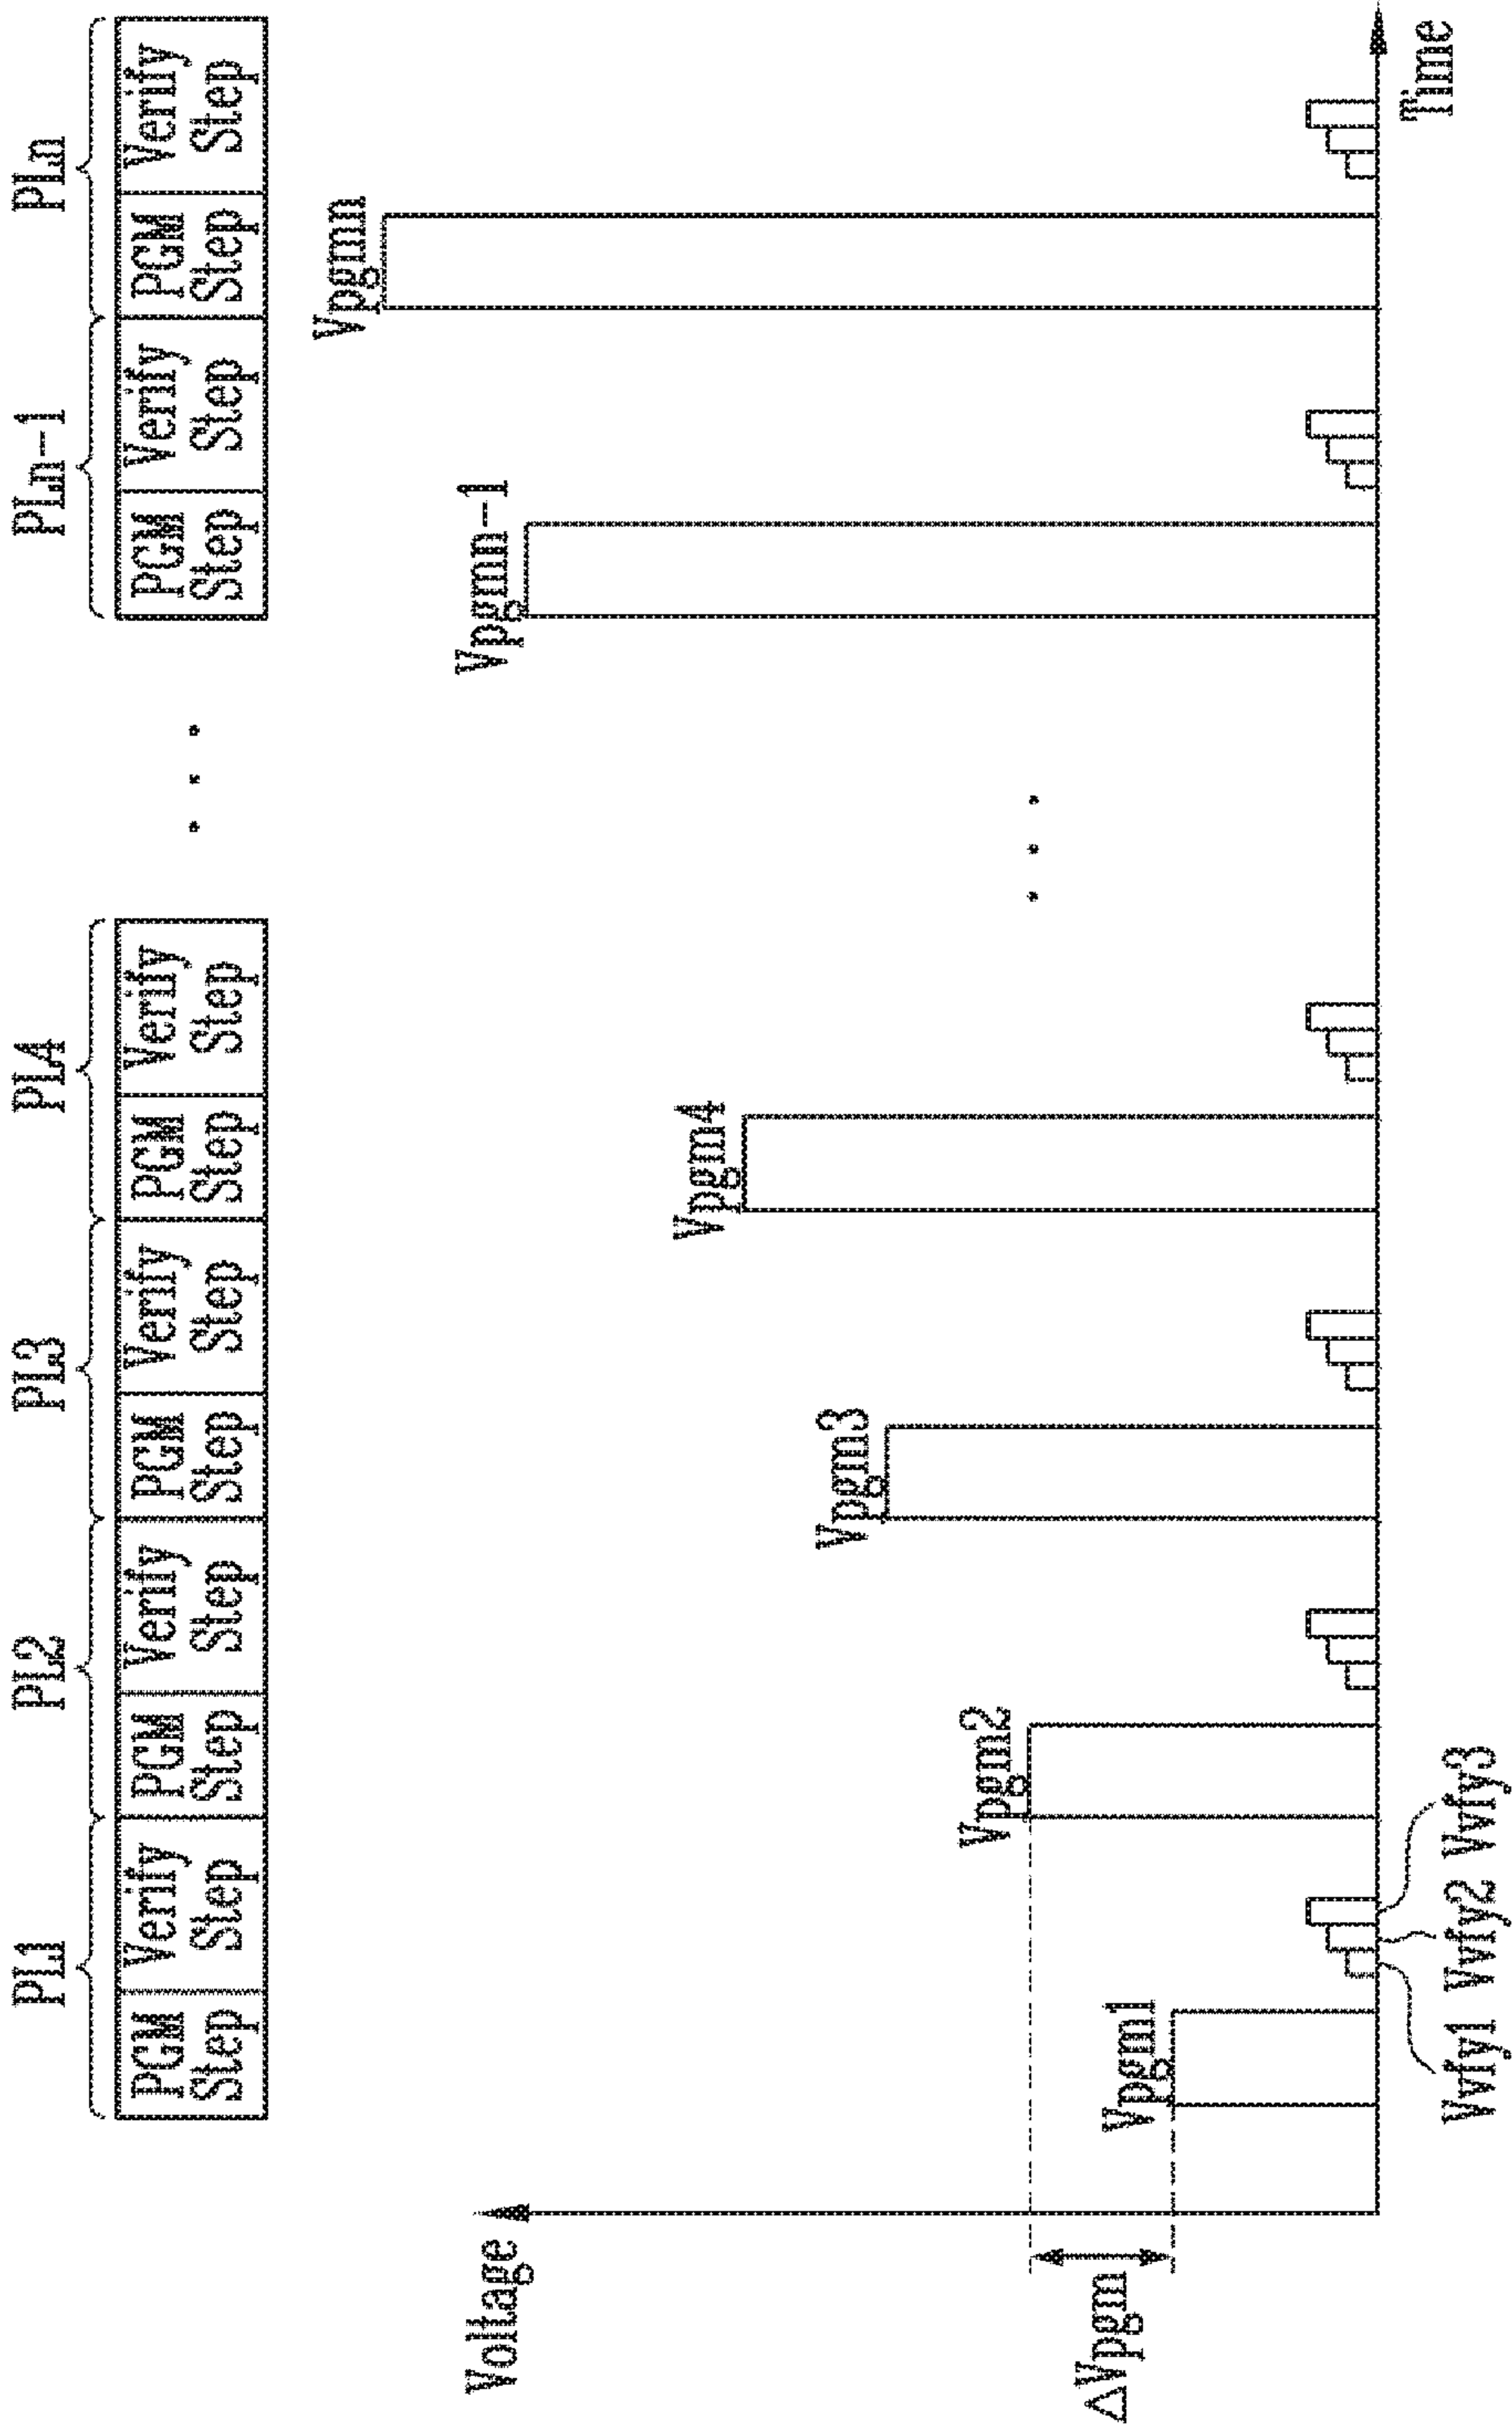 PL1 PL2 PL3 PL4 PLn-1 PLn
PGM Step Verify Step PGM Step Verify Step PGM Step Verify Step PGM Step Verify Step ... PGM Step Verify Step PGM Step Verify Step
Voltage
Vpgmn
Vpgmn-1
Vpgm4
Vpgm3
Vpgm2
Vpgm1
ΔVpgm
...
Time
Vvfy1 Vvfy2 Vvfy3